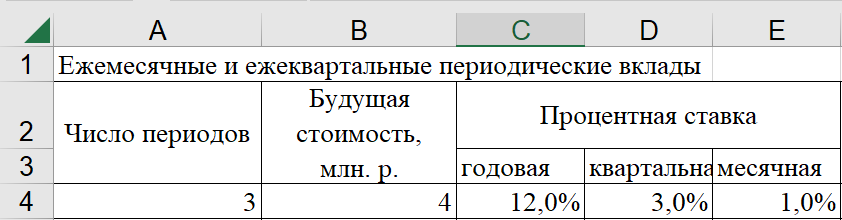 A B C D E
1 Ежемесячные и ежеквартальные периодические вклады
2 Число периодов Будущая стоимость, Процентная ставка
3 млн. р. годовая квартальна месячная
4 3 4 12,0% 3,0% 1,0%